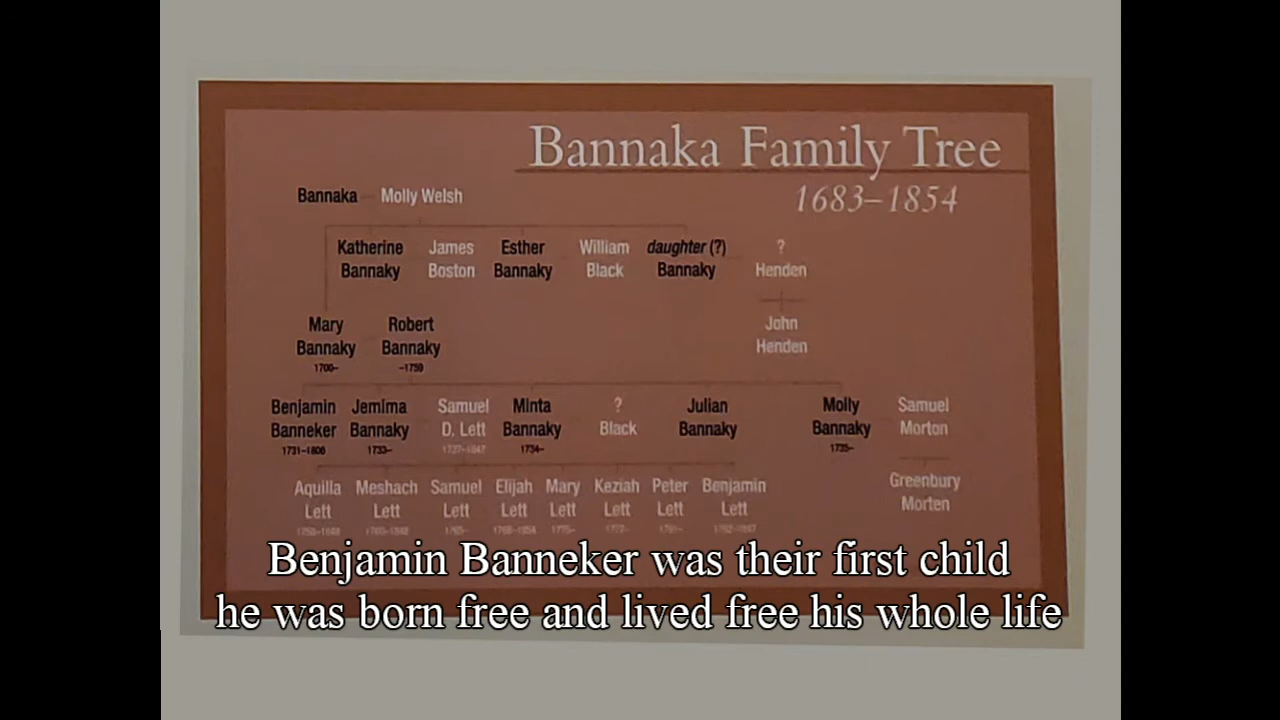 Bannaka Family Tree
1683–1854
Bannaka Molly Welsh
Katherine James Esther William daughter (?) ?
Bannaky Boston Bannaky Black Bannaky Henden
Mary Robert John
Bannaky Bannaky Henden
1700– –1759
Benjamin Jemima Samuel Minta ? Julian Molly Samuel
Banneker Bannaky D. Lett Bannaky Black Bannaky Bannaky Morton
1731–1806 1733– 1734– 1735–
Aquilla Meshach Samuel Elijah Mary Keziah Peter Benjamin Greenbury
Lett Lett Lett Lett Lett Lett Lett Lett Morten
Benjamin Banneker was their first child
he was born free and lived free his whole life